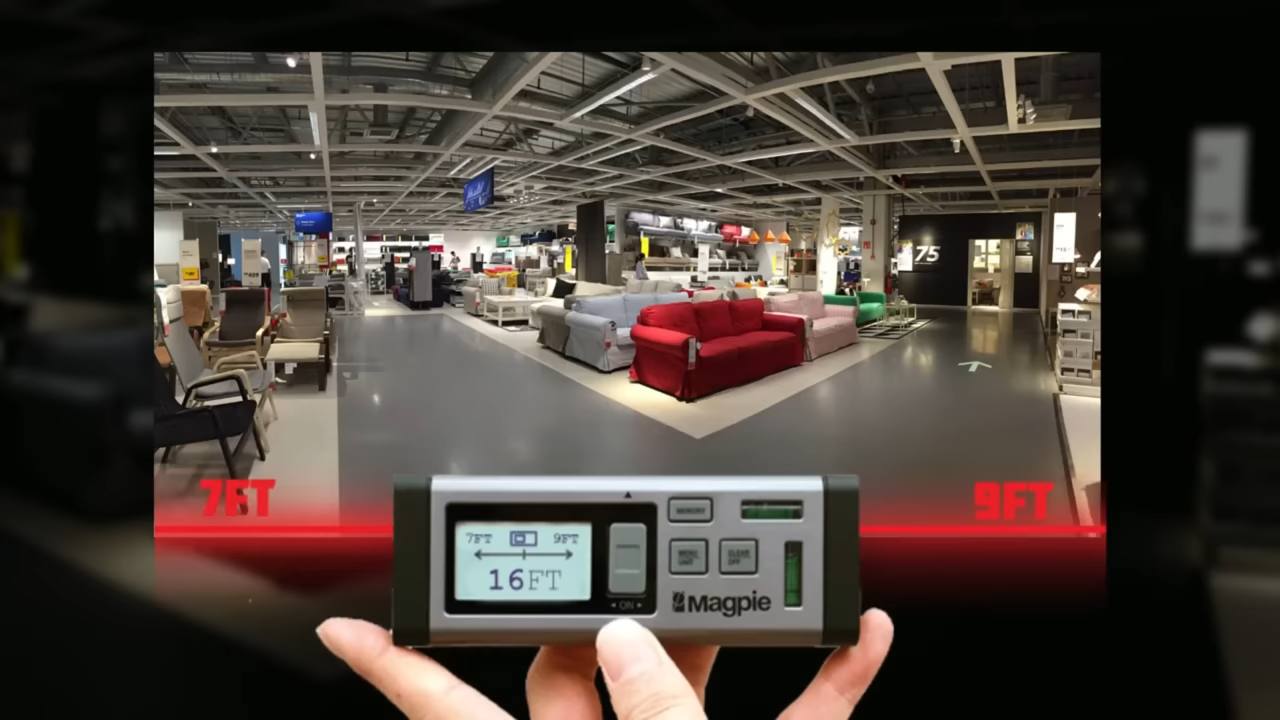 75
7FT
9FT
MEMORY
7FT 9FT
16FT
MENU
UNIT
CLEAR
OFF
ON
Magpie